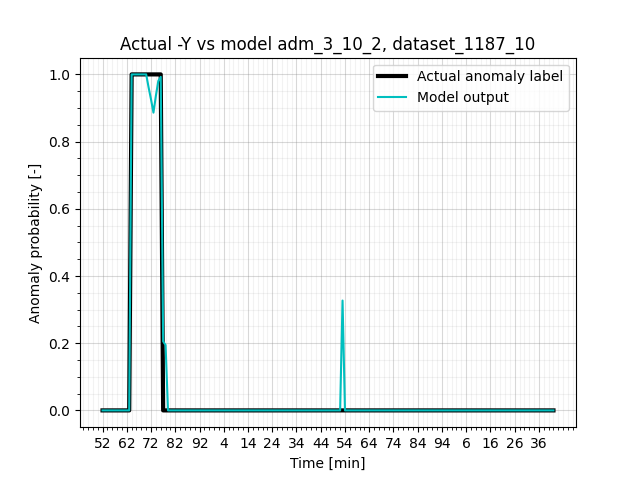 Actual -Y vs model adm_3_10_2, dataset_1187_10
Actual anomaly label
Model output
1.0
0.8
0.6
0.4
0.2
0.0
Anomaly probability [-]
52 62 72 82 92 4 14 24 34 44 54 64 74 84 94 6 16 26 36
Time [min]